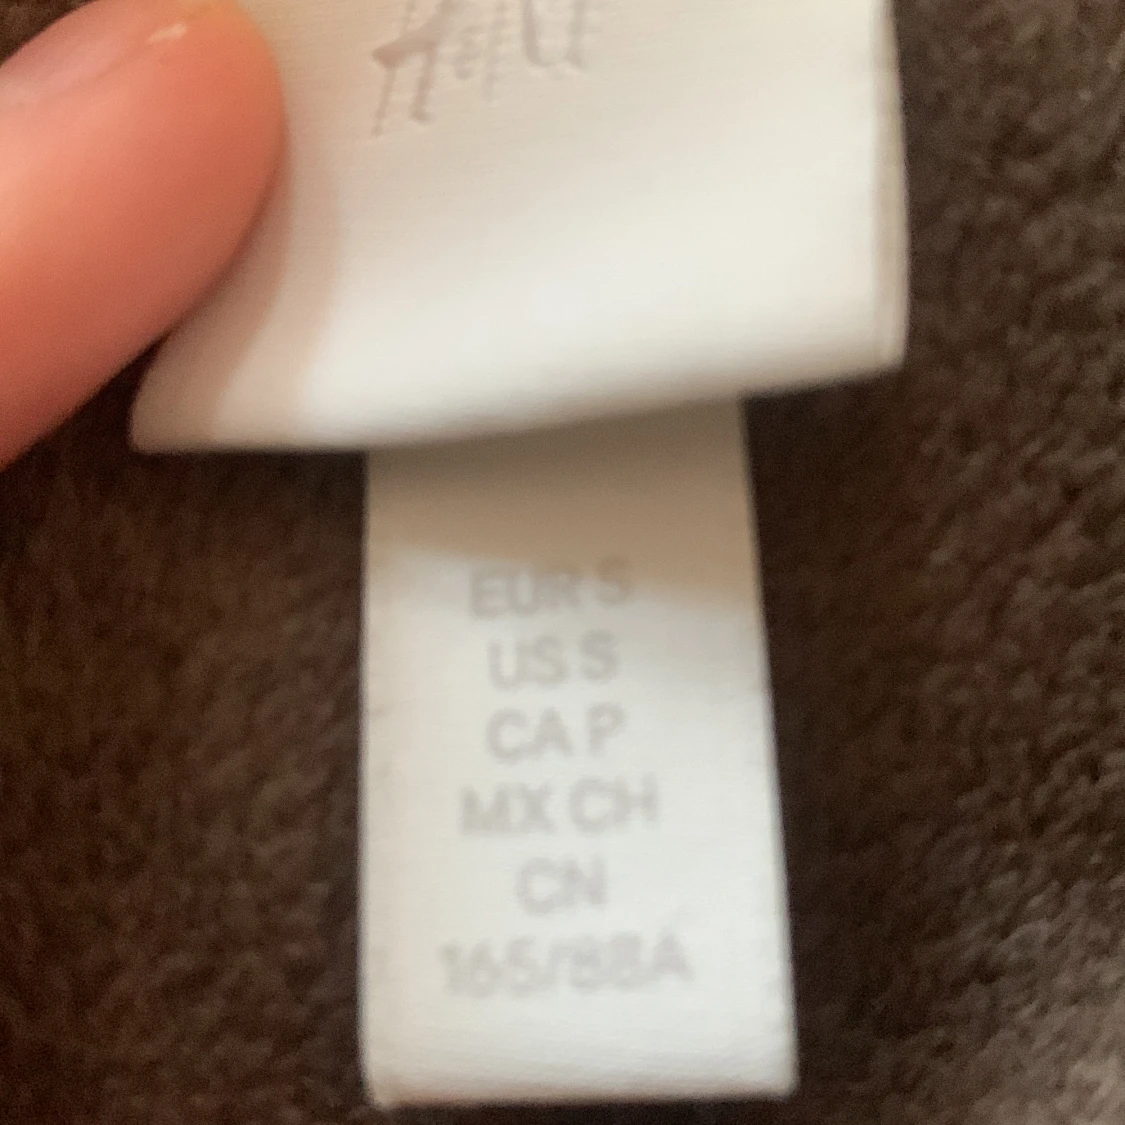 EUR S
US S
CA P
MX CH
CN
165/88A